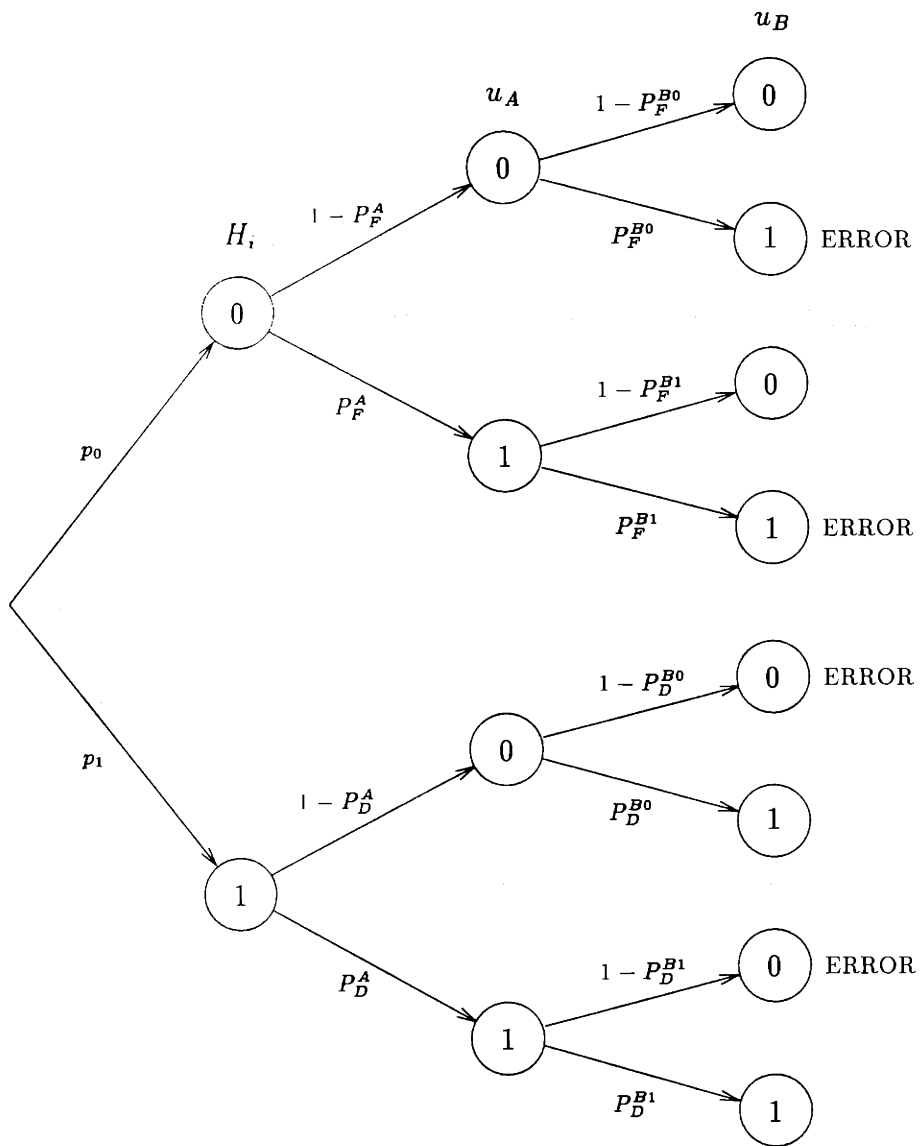 u_B
0
u_A
1 − P_F^{B0}
0
1 − P_F^A
P_F^{B0}
1 ERROR
H_i
0
0
1 − P_F^{B1}
P_F^A
1
p_0
P_F^{B1}
1 ERROR
0 ERROR
1 − P_D^{B0}
0
p_1
1 − P_D^A
P_D^{B0}
1
1
0 ERROR
1 − P_D^{B1}
P_D^A
1
P_D^{B1}
1